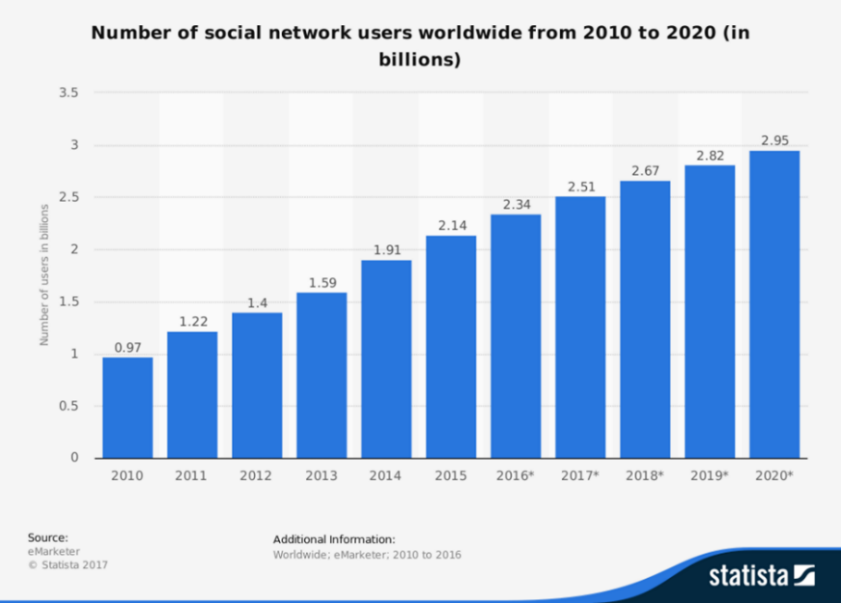 Number of social network users worldwide from 2010 to 2020 (in
billions)
3.5
3
2.5
2
1.5
1
0.5
0
Number of users in billions
0.97
1.22
1.4
1.59
1.91
2.14
2.34
2.51
2.67
2.82
2.95
2010 2011 2012 2013 2014 2015 2016* 2017* 2018* 2019* 2020*
Source:
eMarketer
© Statista 2017
Additional Information:
Worldwide; eMarketer; 2010 to 2016
statista